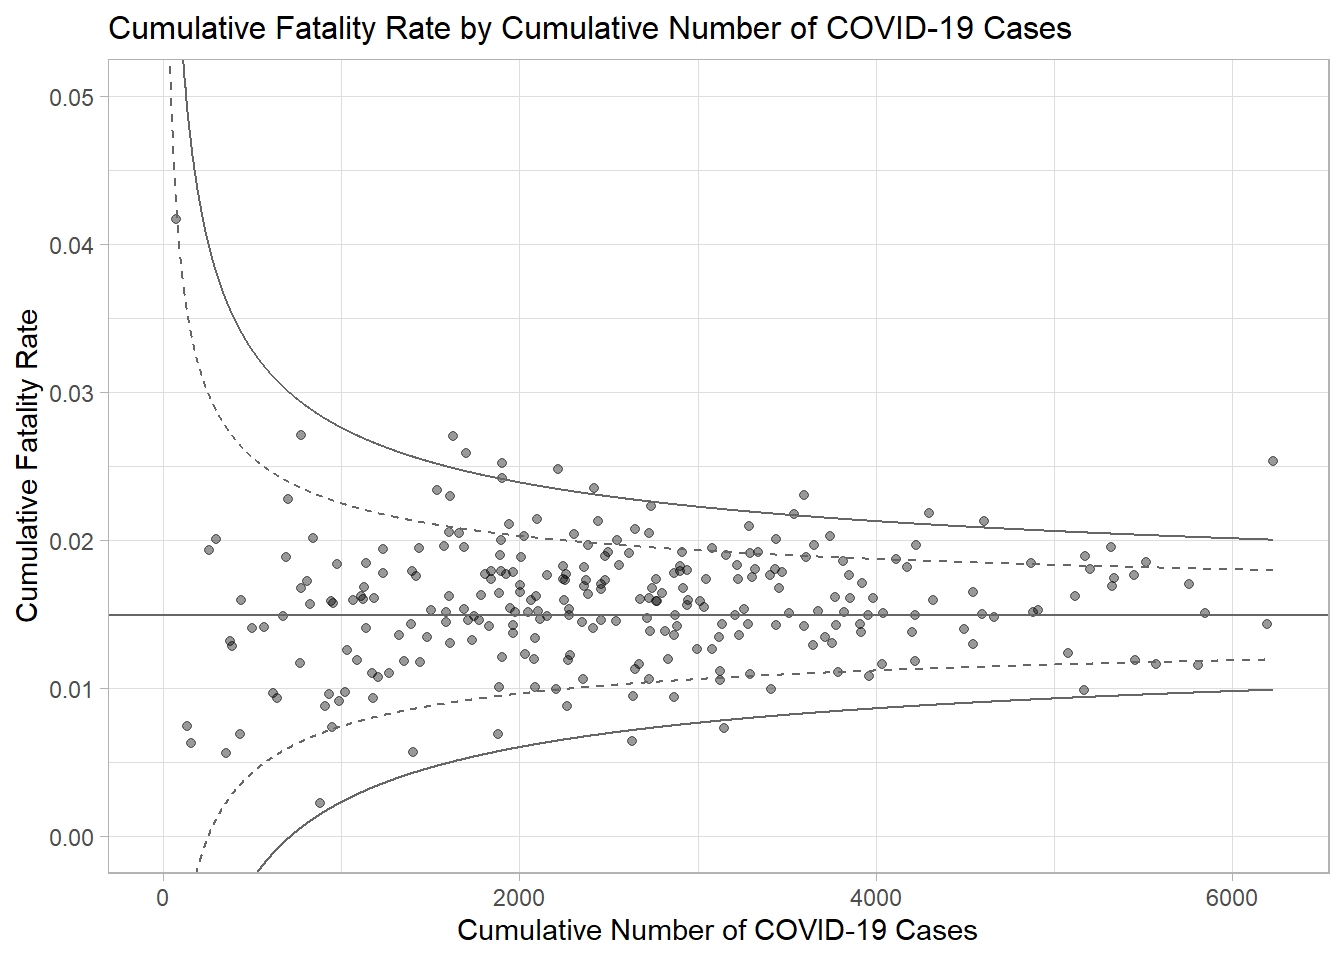 Cumulative Fatality Rate by Cumulative Number of COVID-19 Cases
0.05
0.04
0.03
0.02
0.01
0.00
Cumulative Fatality Rate
0 2000 4000 6000
Cumulative Number of COVID-19 Cases